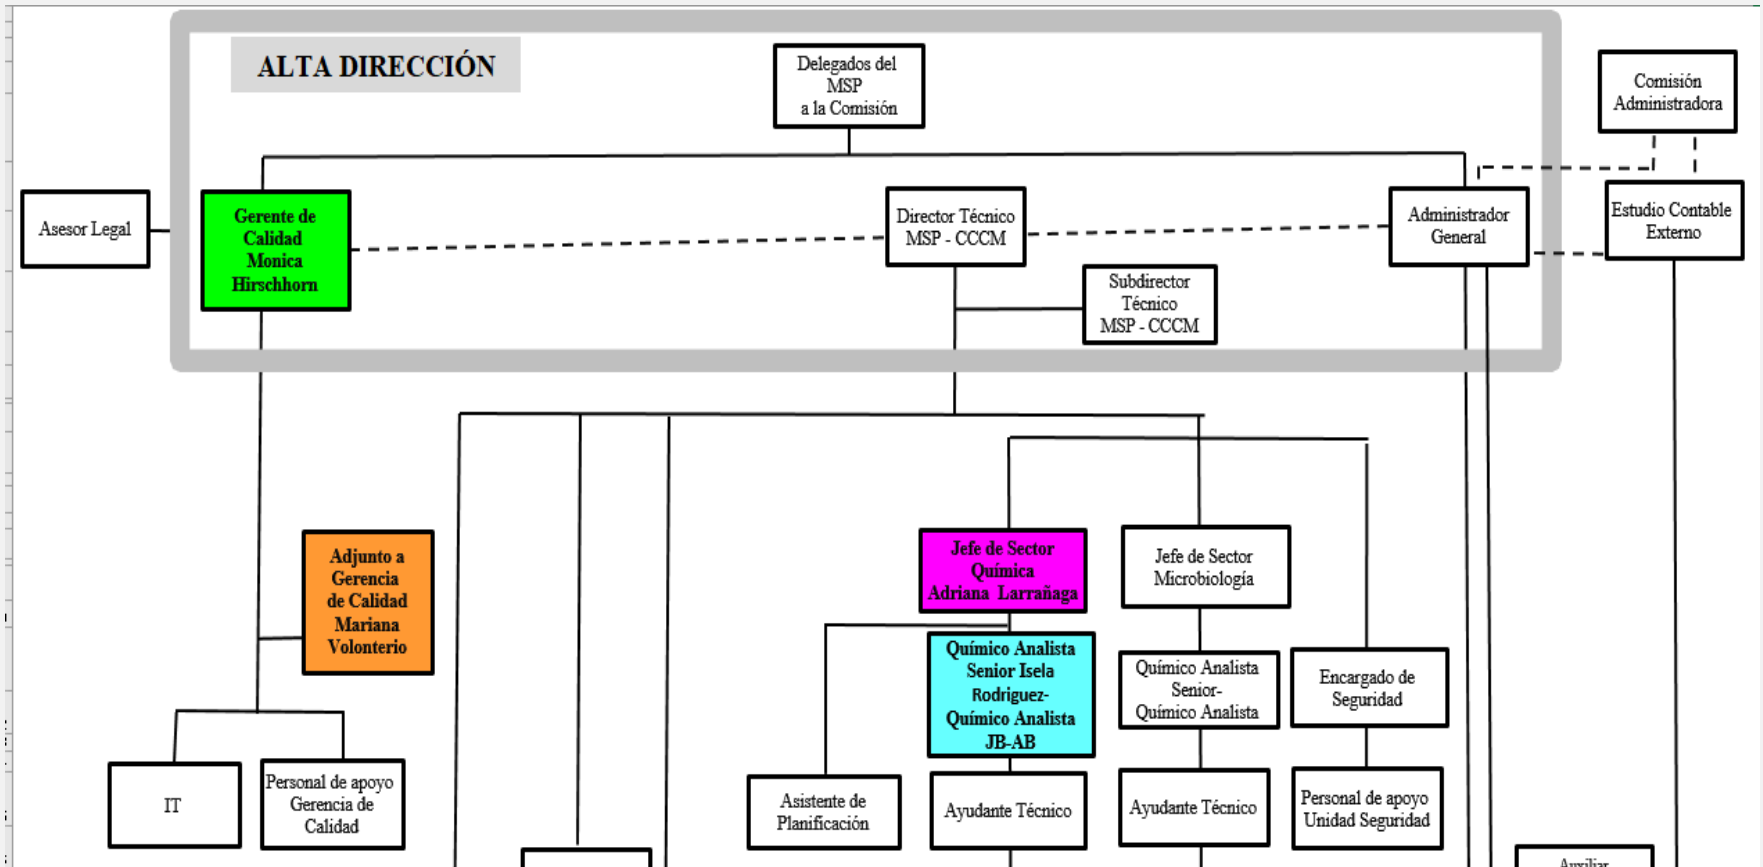 ALTA DIRECCIÓN
Delegados del
MSP
a la Comisión
Comisión
Administradora
Asesor Legal
Gerente de
Calidad
Monica
Hirschhorn
Director Técnico
MSP - CCCM
Administrador
General
Estudio Contable
Externo
Subdirector
Técnico
MSP - CCCM
Adjunto a
Gerencia
de Calidad
Mariana
Volonterio
Jefe de Sector
Química
Adriana Larrañaga
Jefe de Sector
Microbiología
Químico Analista
Senior Isela
Rodriguez-
Químico Analista
JB-AB
Químico Analista
Senior-
Químico Analista
Encargado de
Seguridad
IT
Personal de apoyo
Gerencia de
Calidad
Asistente de
Planificación
Ayudante Técnico
Ayudante Técnico
Personal de apoyo
Unidad Seguridad
Auxiliar